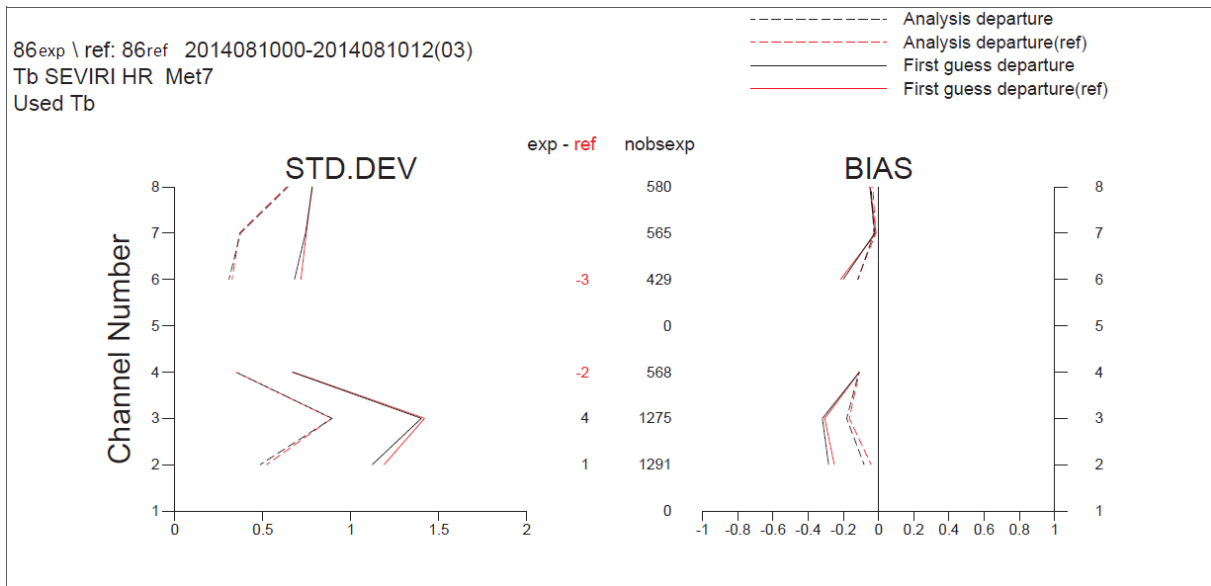 86exp \ ref: 86ref 2014081000-2014081012(03)
Tb SEVIRI HR Met7
Used Tb
Analysis departure
Analysis departure(ref)
First guess departure
First guess departure(ref)
exp - ref nobsexp
STD.DEV
BIAS
Channel Number
8 580 8
7 565 7
6 -3 429 6
5 0 5
4 -2 568 4
3 4 1275 3
2 1 1291 2
1 0 1
0 0.5 1 1.5 2
-1 -0.8 -0.6 -0.4 -0.2 0 0.2 0.4 0.6 0.8 1